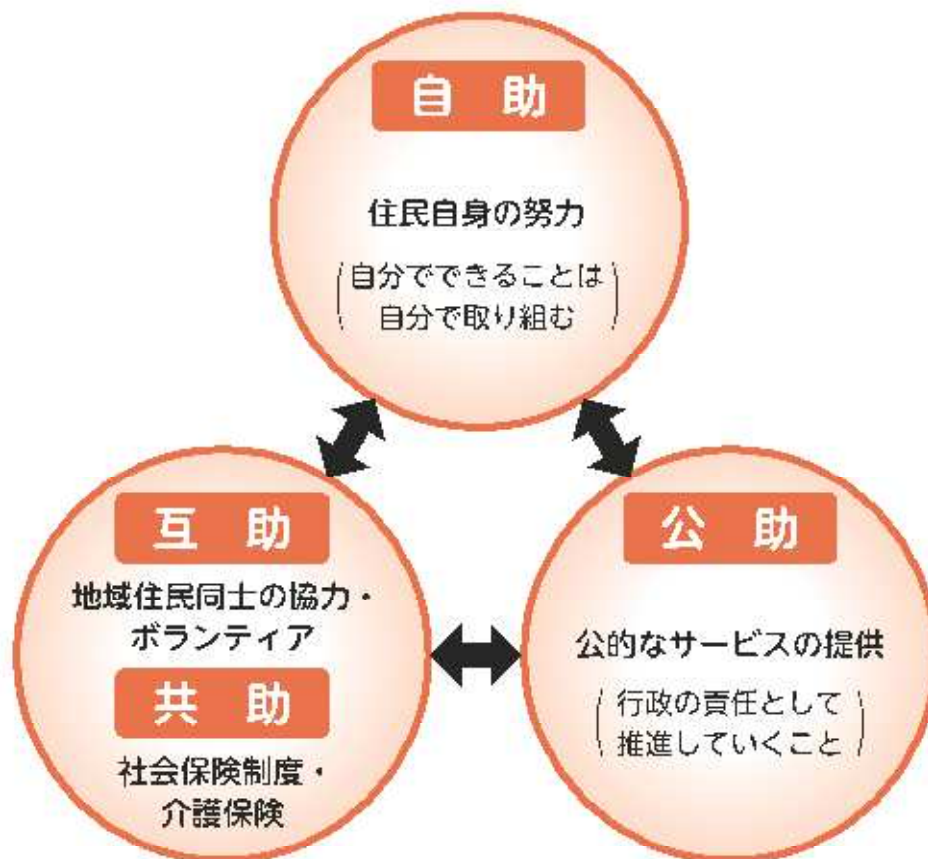 自 助
住民自身の努力
(自分でできることは
自分で取り組む)
互 助
地域住民同士の協力・
ボランティア
共 助
社会保険制度・
介護保険
公 助
公的なサービスの提供
(行政の責任として
推進していくこと)